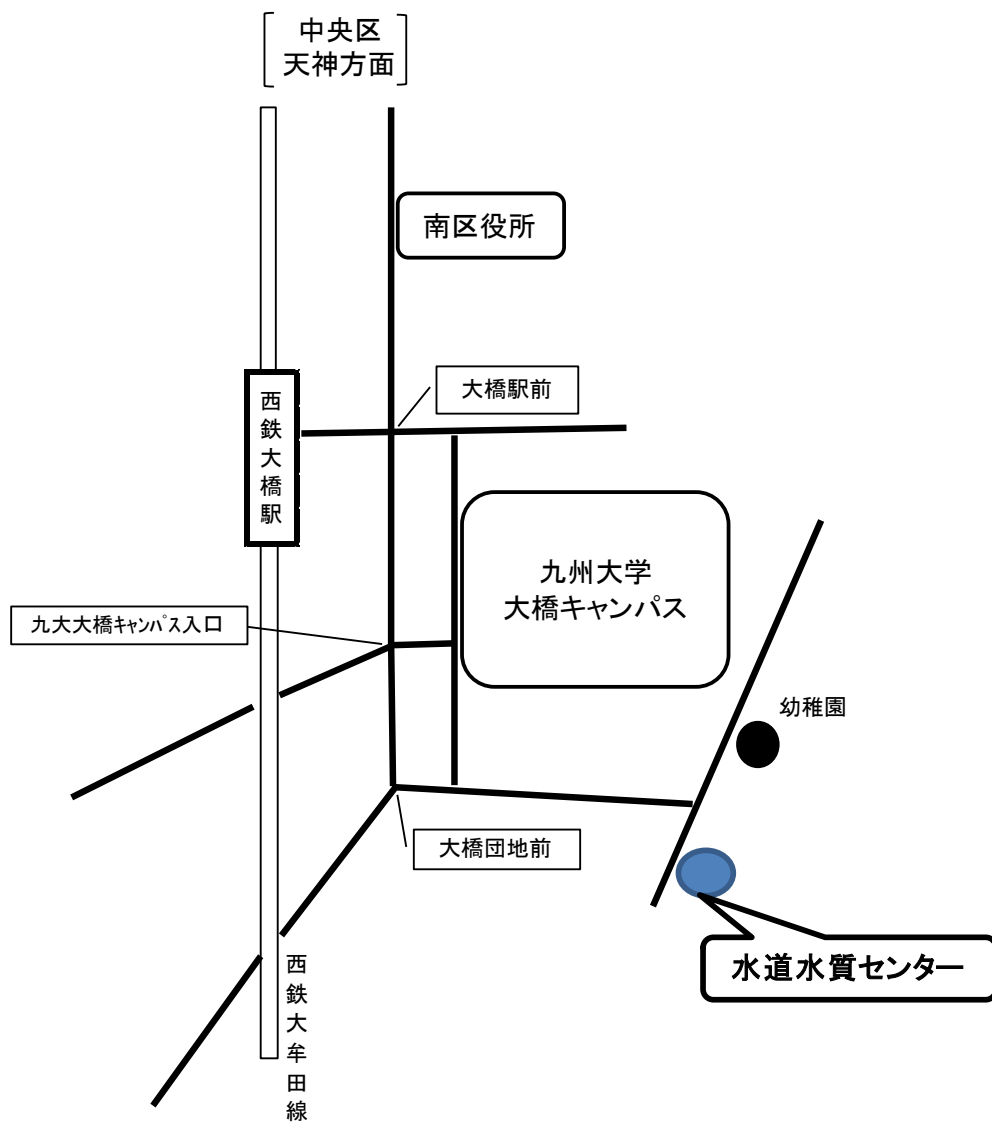 中央区
天神方面
南区役所
大橋駅前
西鉄大橋駅
九州大学
大橋キャンパス
九大大橋ｷｬﾝﾊﾟｽ入口
幼稚園
大橋団地前
水道水質センター
西鉄大牟田線